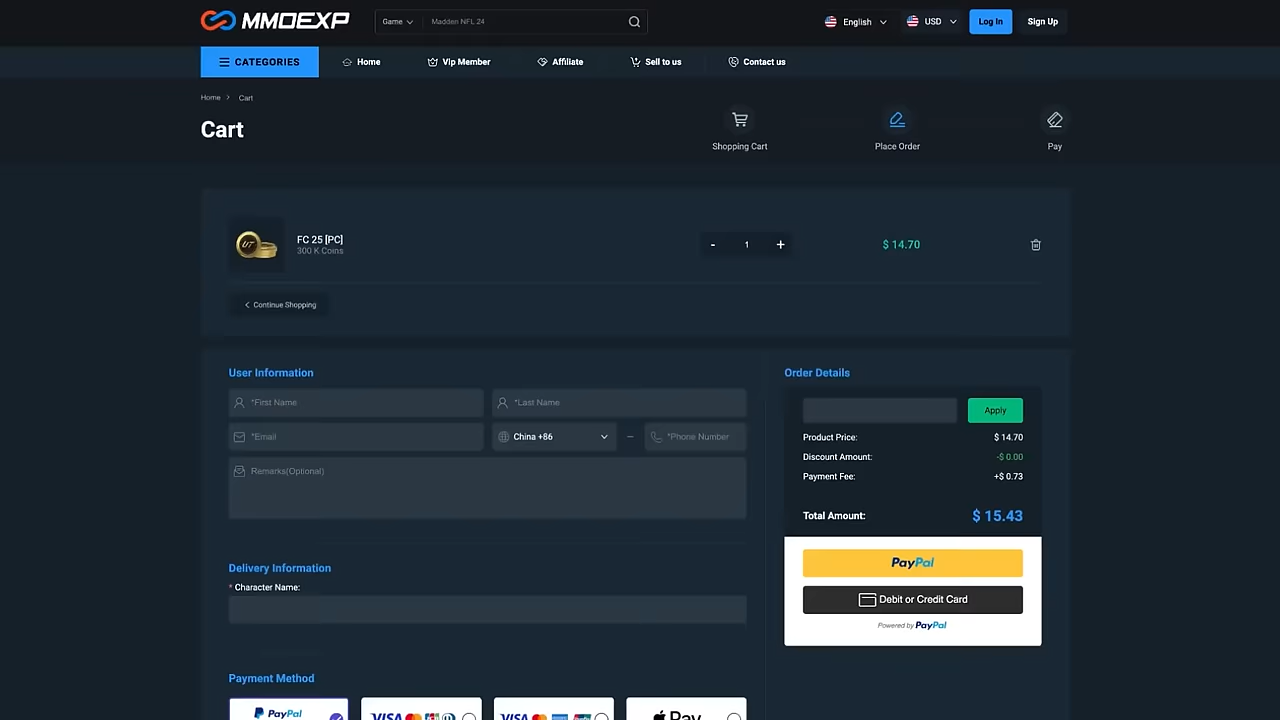 MMOEXP
Game
Madden NFL 24
English
USD
Log In
Sign Up
CATEGORIES
Home
Vip Member
Affiliate
Sell to us
Contact us
Home > Cart
Cart
Shopping Cart
Place Order
Pay
FC 25 [PC]
300 K Coins
UT
- 1 +
$ 14.70
< Continue Shopping
User Information
*First Name
*Last Name
*Email
China +86
*Phone Number
Remarks(Optional)
Delivery Information
* Character Name:
Payment Method
PayPal
VISA
VISA
Pay
Order Details
Apply
Product Price: $ 14.70
Discount Amount: -$ 0.00
Payment Fee: +$ 0.73
Total Amount: $ 15.43
PayPal
Debit or Credit Card
Powered by PayPal